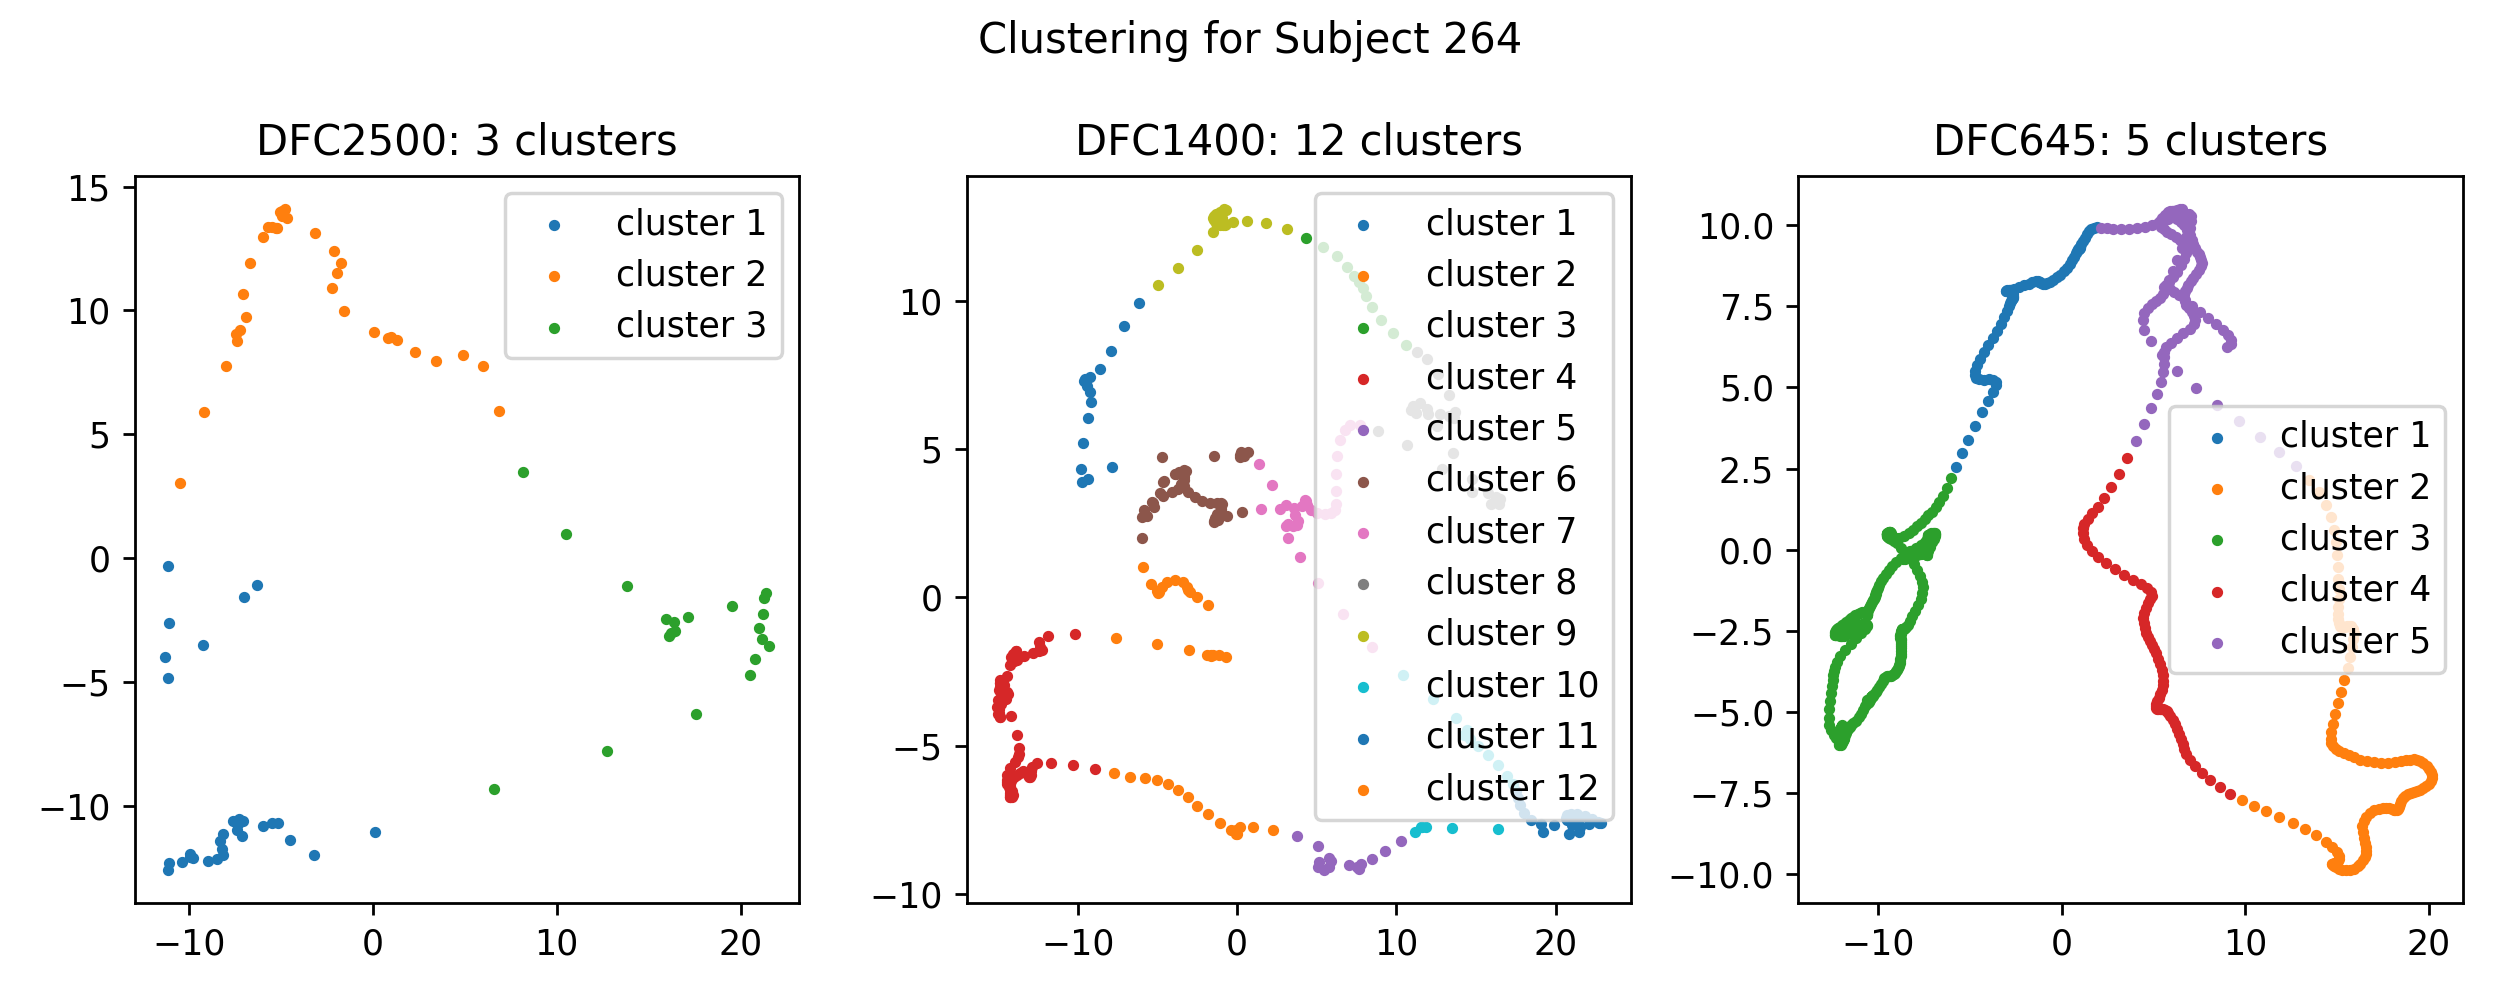 Clustering for Subject 264
DFC2500: 3 clusters
15
10
5
0
−5
−10
−10
0
10
20
cluster 1
cluster 2
cluster 3
DFC1400: 12 clusters
10
5
0
−5
−10
−10
0
10
20
cluster 1
cluster 2
cluster 3
cluster 4
cluster 5
cluster 6
cluster 7
cluster 8
cluster 9
cluster 10
cluster 11
cluster 12
DFC645: 5 clusters
10.0
7.5
5.0
2.5
0.0
−2.5
−5.0
−7.5
−10.0
−10
0
10
20
cluster 1
cluster 2
cluster 3
cluster 4
cluster 5